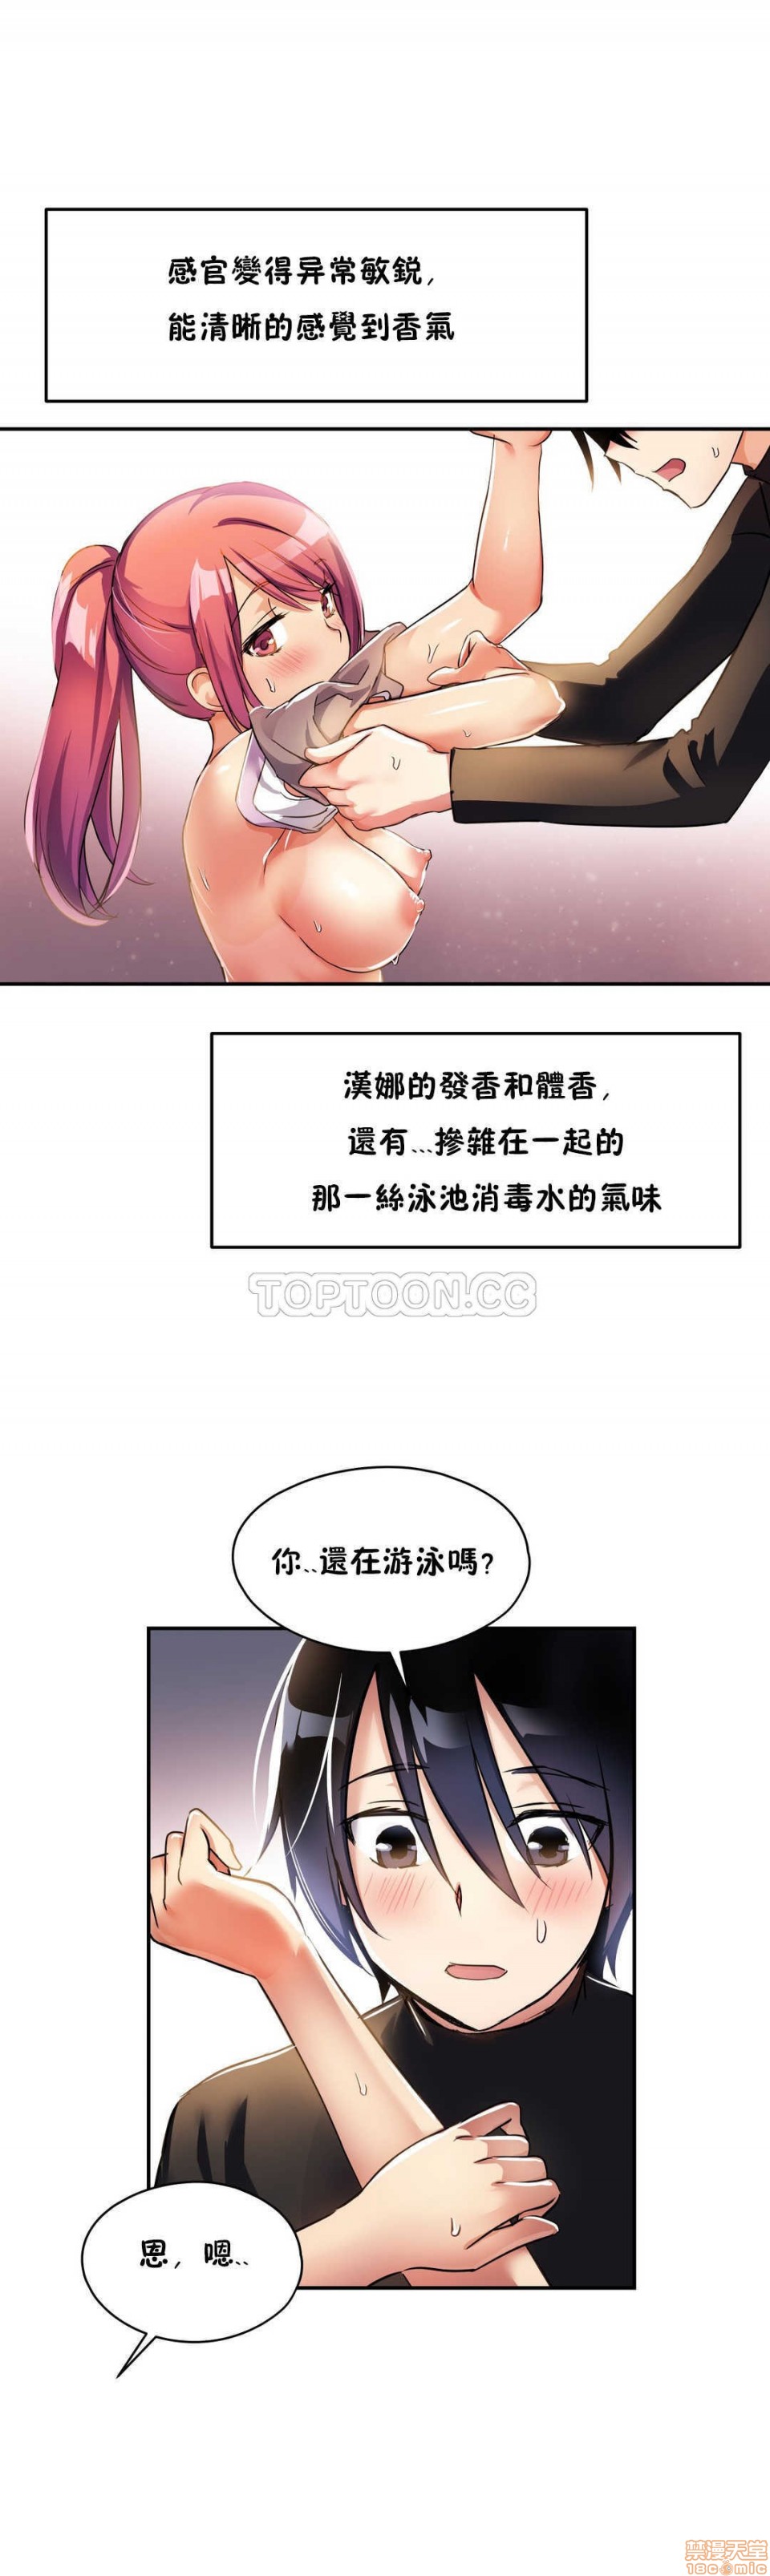 感官變得异常敏銳,
能清晰的感覺到香氣
漢娜的發香和體香,
還有...摻雜在一起的
那一絲泳池消毒水的氣味
TOPTOON.CC
你..還在游泳嗎?
恩, 嗯..
禁漫天堂
18comic